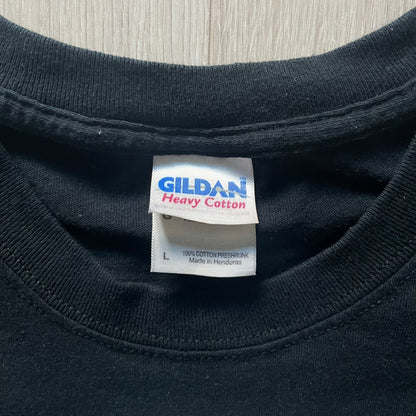 GILDAN
Heavy Cotton
L
100% COTTON PRESHRUNK
Made in Honduras